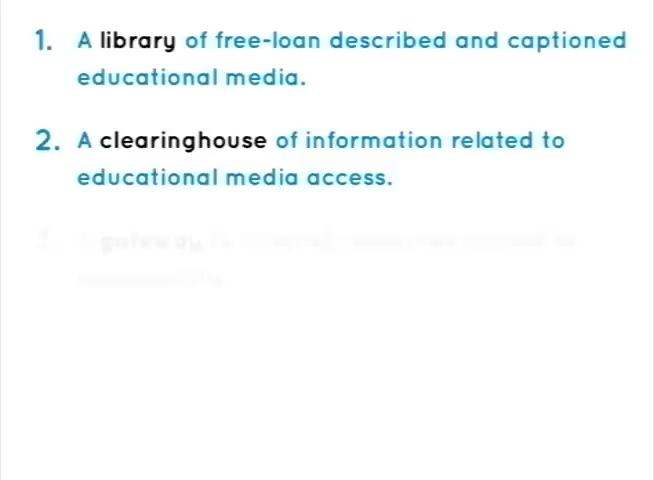 1. A library of free-loan described and captioned
educational media.
2. A clearinghouse of information related to
educational media access.
A gateway